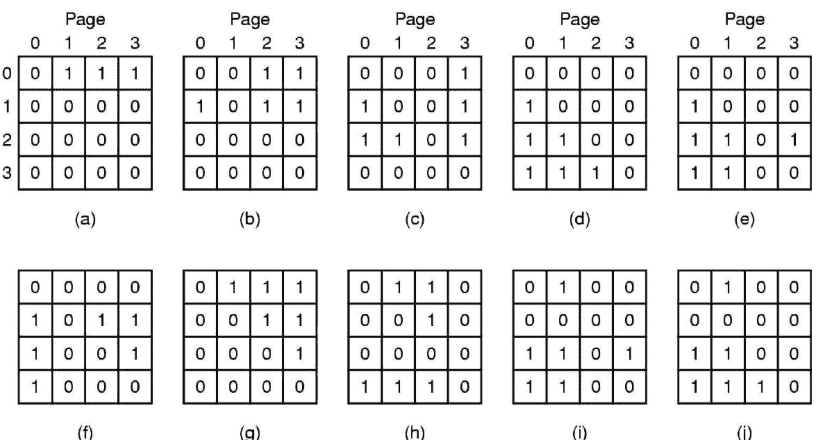 Page Page Page Page Page
0 1 2 3 0 1 2 3 0 1 2 3 0 1 2 3 0 1 2 3
0 0 1 1 1 0 0 1 1 0 0 0 1 0 0 0 0 0 0 0 0
1 0 0 0 0 1 0 1 1 1 0 0 1 1 0 0 0 1 0 0 0
2 0 0 0 0 0 0 0 0 1 1 0 1 1 1 0 0 1 1 0 1
3 0 0 0 0 0 0 0 0 0 0 0 0 1 1 1 0 1 1 0 0
(a) (b) (c) (d) (e)
0 0 0 0 0 1 1 1 0 1 1 0 0 1 0 0 0 1 0 0
1 0 1 1 0 0 1 1 0 0 1 0 0 0 0 0 0 0 0 0
1 0 0 1 0 0 0 1 0 0 0 0 1 1 0 1 1 1 0 0
1 0 0 0 0 0 0 0 1 1 1 0 1 1 0 0 1 1 1 0
(f) (g) (h) (i) (j)